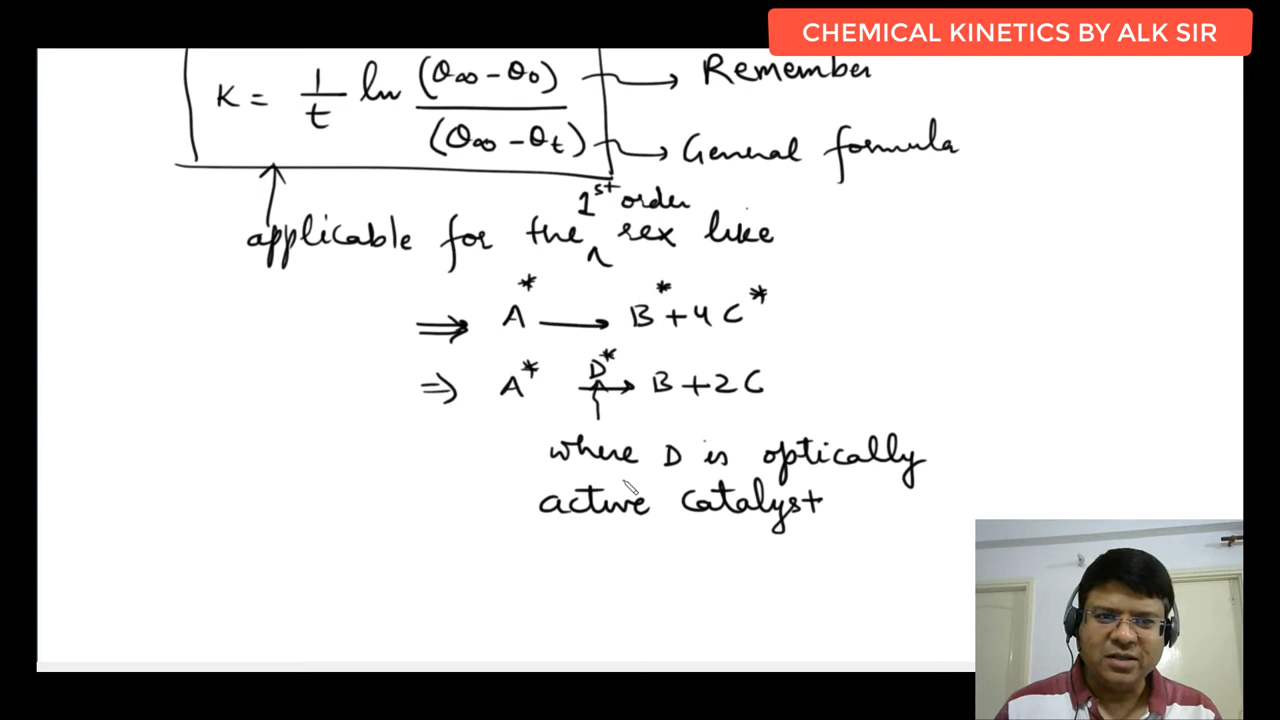 CHEMICAL KINETICS BY ALK SIR
K = 1/t ln (θ∞ - θ0)/(θ∞ - θt)
Remember
General formula
1st order
applicable for the ^ rex like
⇒ A* → B* + 4C*
⇒ A* D*→ B + 2C
where D is optically
active catalyst